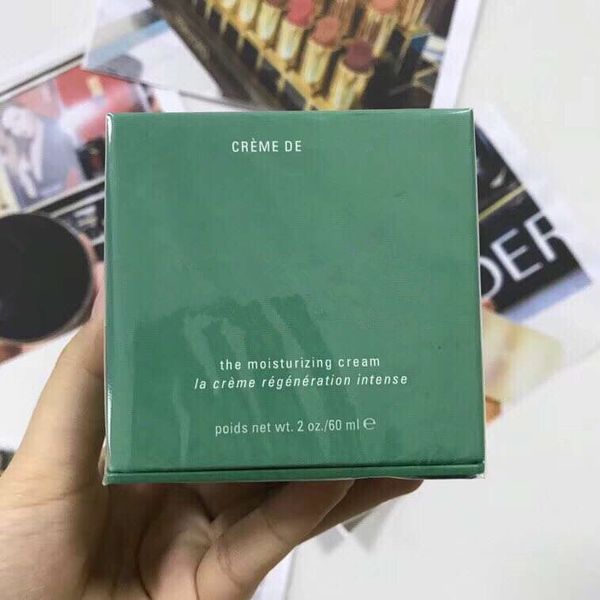 CRÈME DE
the moisturizing cream
la crème régénération intense
poids net wt. 2 oz./60 ml ℮
DER